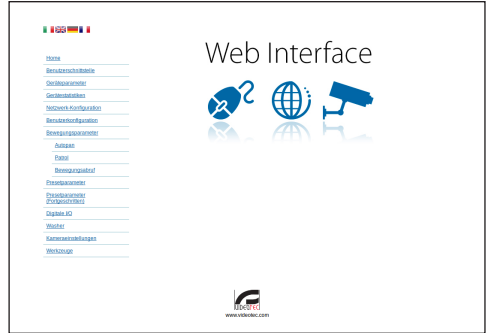 Web Interface
Home
Benutzerschnittstelle
Geräteparameter
Gerätestatistiken
Netzwerk-Konfiguration
Benutzerkonfiguration
Bewegungsparameter
Autopan
Patrol
Bewegungsabruf
Presetparameter
Presetparameter
(Fortgeschritten)
Digitale I/O
Washer
Kameraeinstellungen
Werkzeuge
VIDEOTEC
www.videotec.com